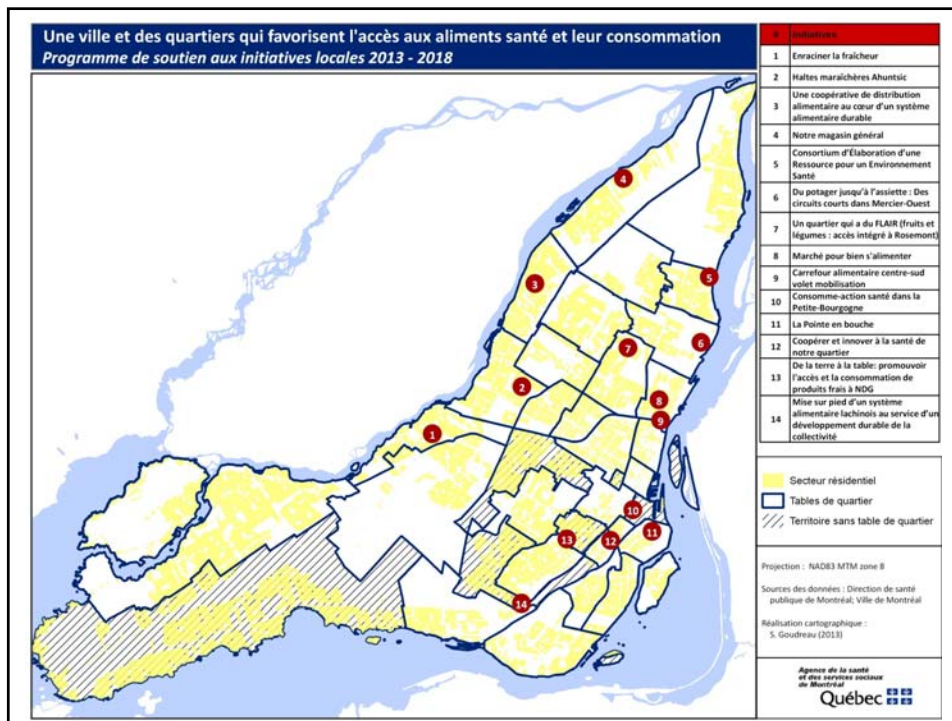 Une ville et des quartiers qui favorisent l'accès aux aliments santé et leur consommation
Programme de soutien aux initiatives locales 2013 - 2018
# Initiatives
1 Enraciner la fraîcheur
2 Haltes maraîchères Ahuntsic
3 Une coopérative de distribution
alimentaire au cœur d'un système
alimentaire durable
4 Notre magasin général
5 Consortium d'Élaboration d'une
Ressource pour un Environnement
Santé
6 Du potager jusqu'à l'assiette : Des
circuits courts dans Mercier-Ouest
7 Un quartier qui a du FLAIR (fruits et
légumes : accès intégré à Rosemont)
8 Marché pour bien s'alimenter
9 Carrefour alimentaire centre-sud
volet mobilisation
10 Consomme-action santé dans la
Petite-Bourgogne
11 La Pointe en bouche
12 Coopérer et innover à la santé de
notre quartier
13 De la terre à la table: promouvoir
l'accès et la consommation de
produits frais à NDG
14 Mise sur pied d'un système
alimentaire lachinois au service d'un
développement durable de la
collectivité
4
5
3
6
7
2
8
9
1
10
11
13
12
14
Secteur résidentiel
Tables de quartier
Territoire sans table de quartier
Projection : NAD83 MTM zone 8
Sources des données : Direction de santé
publique de Montréal; Ville de Montréal
Réalisation cartographique :
S. Goudreau (2013)
Agence de la santé
et des services sociaux
de Montréal
Québec